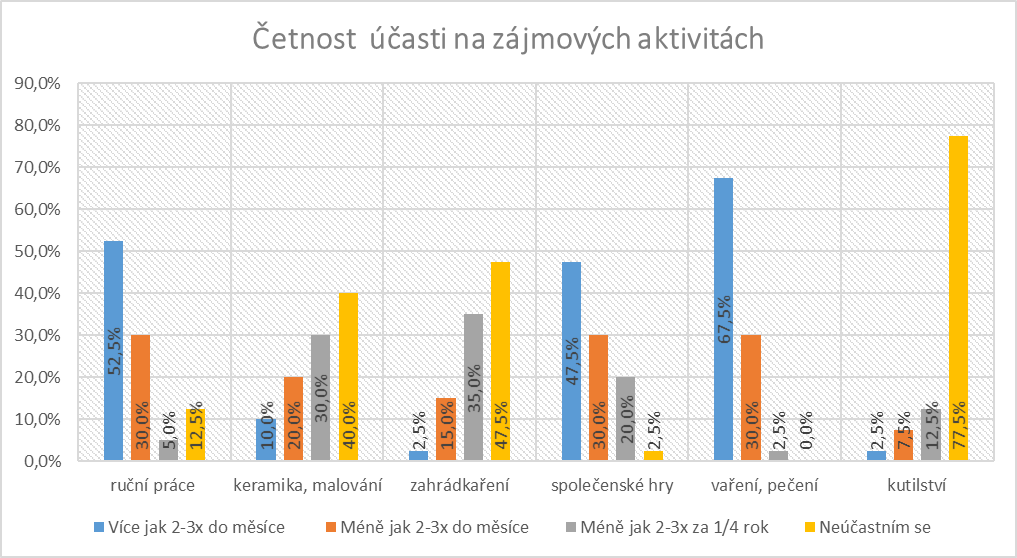 Četnost účasti na zájmových aktivitách
90,0%
80,0%
70,0%
60,0%
50,0%
40,0%
30,0%
20,0%
10,0%
0,0%
52,5% 30,0% 5,0% 12,5% 10,0% 20,0% 30,0% 40,0% 2,5% 15,0% 35,0% 47,5% 47,5% 30,0% 20,0% 2,5% 67,5% 30,0% 2,5% 0,0% 2,5% 7,5% 12,5% 77,5%
ruční práce keramika, malování zahrádkaření společenské hry vaření, pečení kutilství
Více jak 2-3x do měsíce Méně jak 2-3x do měsíce Méně jak 2-3x za 1/4 rok Neúčastním se